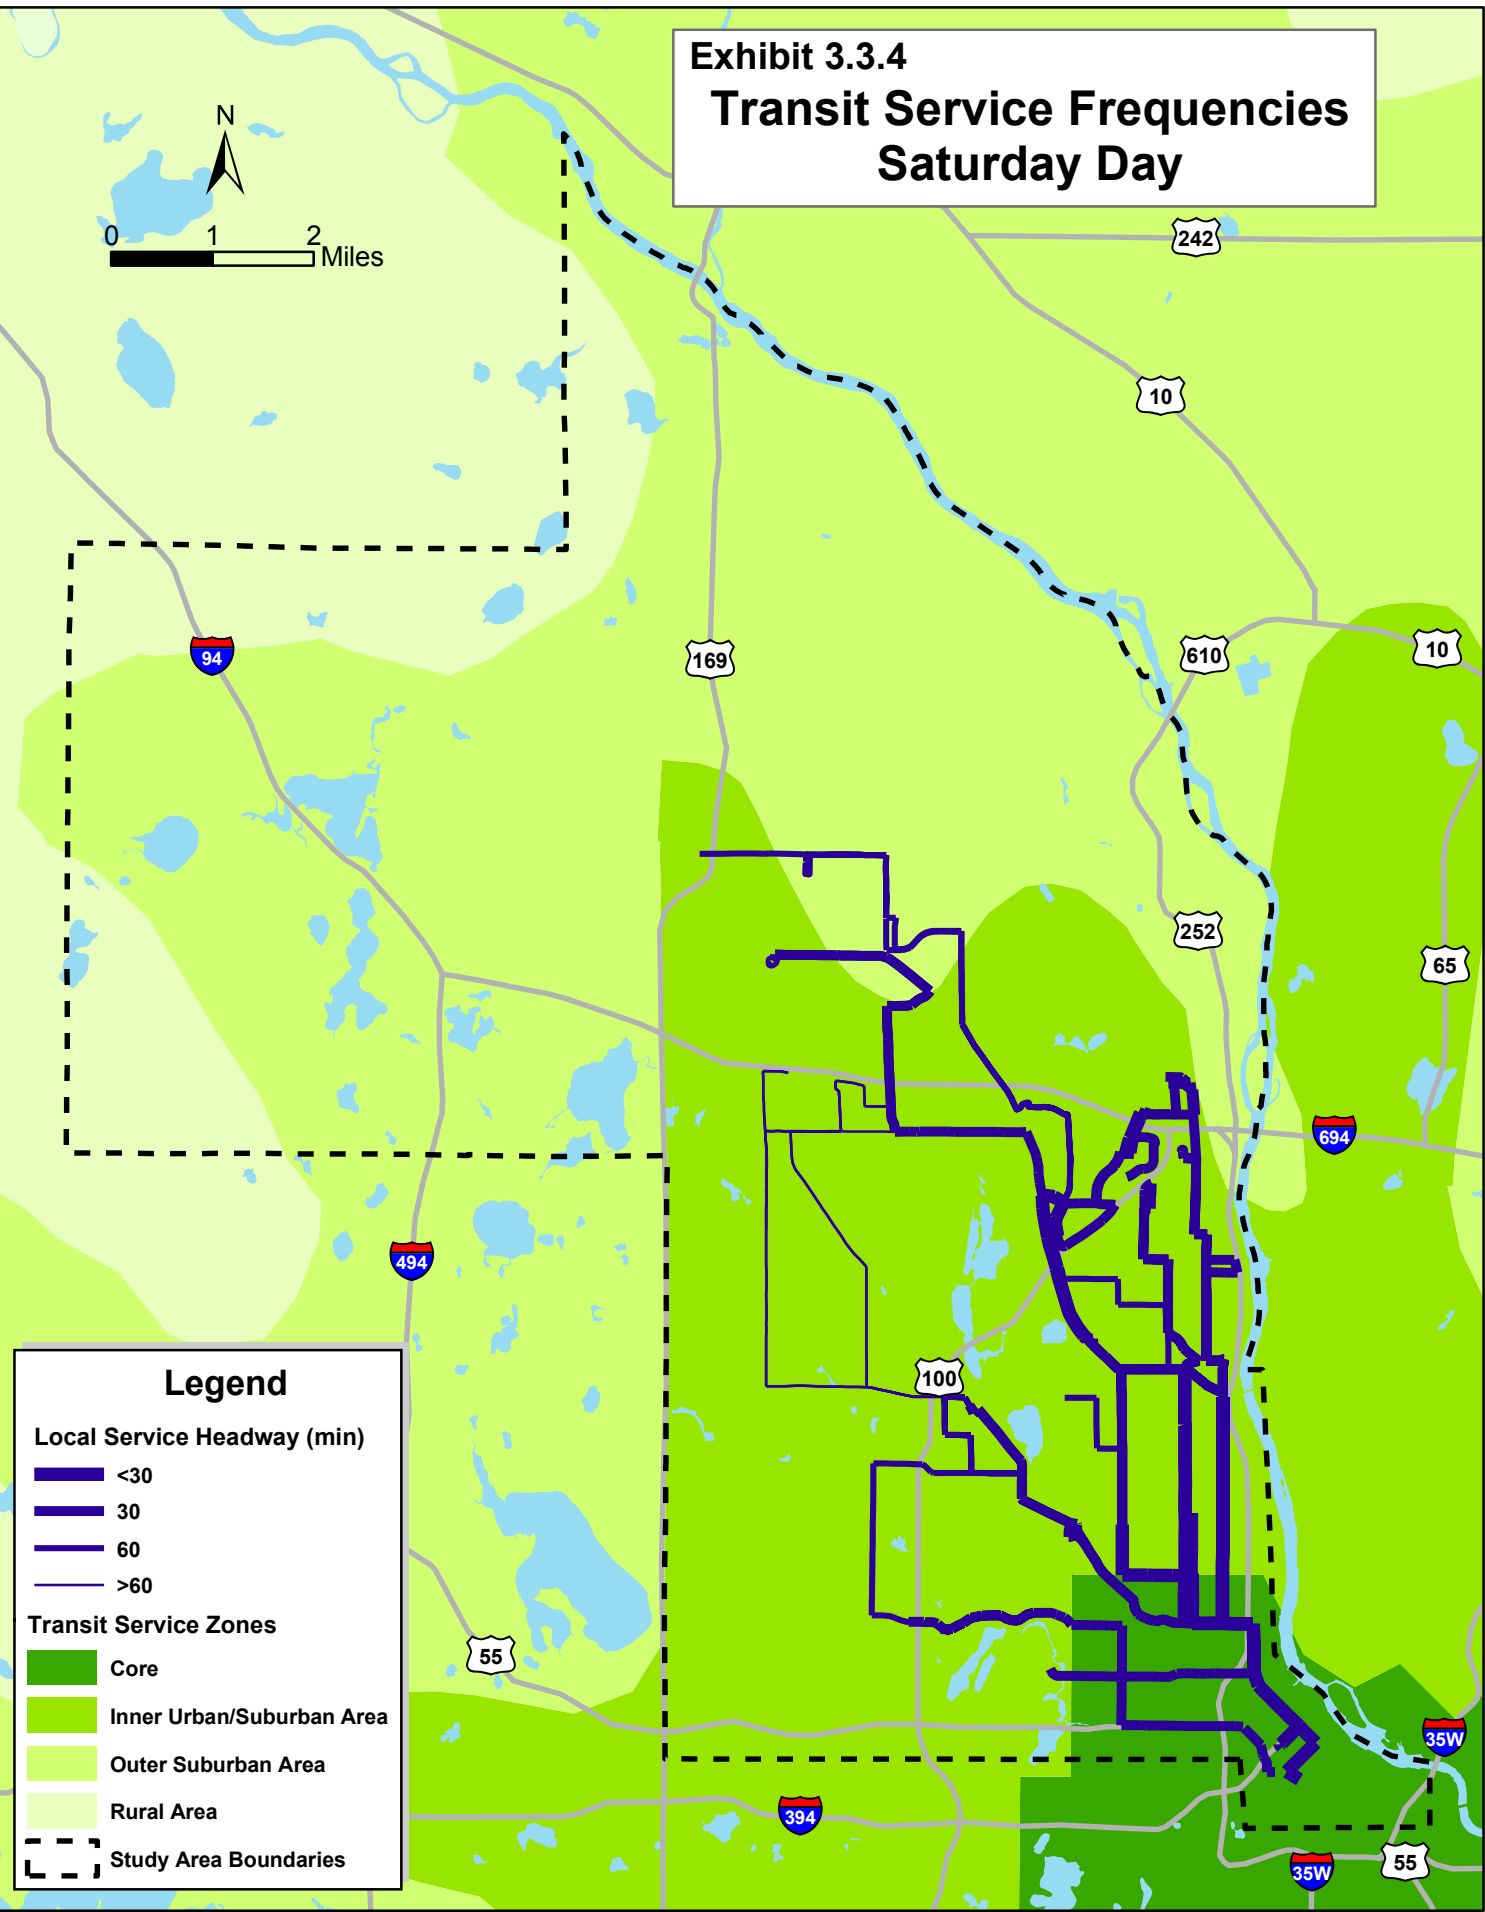 Exhibit 3.3.4
Transit Service Frequencies
Saturday Day
N
0 1 2
Miles
242
10
94
169
610
10
252
65
694
494
100
55
35W
394
35W
55
Legend
Local Service Headway (min)
<30
30
60
>60
Transit Service Zones
Core
Inner Urban/Suburban Area
Outer Suburban Area
Rural Area
Study Area Boundaries